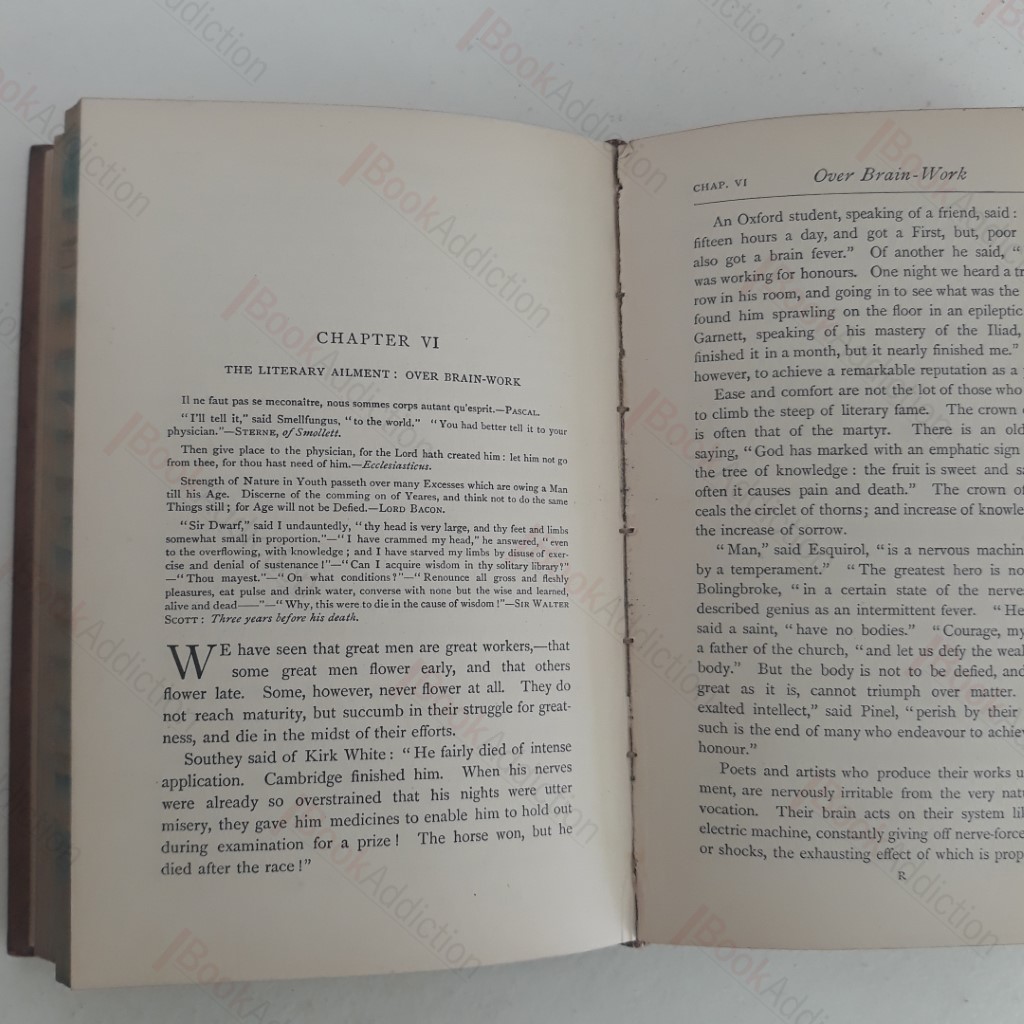 CHAPTER VI
THE LITERARY AILMENT: OVER BRAIN-WORK
Il ne faut pas se meconaître, nous sommes corps autant qu'esprit.—PASCAL.
"I'll tell it," said Smellfungus, "to the world." "You had better tell it to your
physician."—STERNE, of Smollett.
Then give place to the physician, for the Lord hath created him: let him not go
from thee, for thou hast need of him.—Ecclesiasticus.
Strength of Nature in Youth passeth over many Excesses which are owing a Man
till his Age. Discerne of the comming on of Yeares, and think not to do the same
Things still; for Age will not be Defied.—LORD BACON.
"Sir Dwarf," said I undauntedly, "thy head is very large, and thy feet and limbs
somewhat small in proportion."—"I have crammed my head," he answered, "even
to the overflowing, with knowledge; and I have starved my limbs by disuse of exer-
cise and denial of sustenance!"—"Can I acquire wisdom in thy solitary library?"
—"Thou mayest."—"On what conditions?"—"Renounce all gross and fleshly
pleasures, eat pulse and drink water, converse with none but the wise and learned,
alive and dead——"—"Why, this were to die in the cause of wisdom!"—SIR WALTER
SCOTT: Three years before his death.
WE have seen that great men are great workers,—that
some great men flower early, and that others
flower late. Some, however, never flower at all. They do
not reach maturity, but succumb in their struggle for great-
ness, and die in the midst of their efforts.
Southey said of Kirk White: "He fairly died of intense
application. Cambridge finished him. When his nerves
were already so overstrained that his nights were utter
misery, they gave him medicines to enable him to hold out
during examination for a prize! The horse won, but he
died after the race!"
CHAP. VI Over Brain-Work
An Oxford student, speaking of a friend, said:
fifteen hours a day, and got a First, but, poor
also got a brain fever." Of another he said, "
was working for honours. One night we heard a
row in his room, and going in to see what was the
found him sprawling on the floor in an epileptic
Garnett, speaking of his mastery of the Iliad,
finished it in a month, but it nearly finished me."
however, to achieve a remarkable reputation as a
Ease and comfort are not the lot of those who
to climb the steep of literary fame. The crown
is often that of the martyr. There is an old
saying, "God has marked with an emphatic sign
the tree of knowledge: the fruit is sweet and
often it causes pain and death." The crown of
ceals the circlet of thorns; and increase of
the increase of sorrow.
"Man," said Esquirol, "is a nervous
by a temperament." "The greatest hero is
Bolingbroke, "in a certain state of the
described genius as an intermittent fever. "He
said a saint, "have no bodies." "Courage, my
a father of the church, "and let us defy the
body." But the body is not to be defied, and
great as it is, cannot triumph over matter.
exalted intellect," said Pinel, "perish by their
such is the end of many who endeavour to
honour."
Poets and artists who produce their works
ment, are nervously irritable from the very
vocation. Their brain acts on their system
electric machine, constantly giving off nerve-force
or shocks, the exhausting effect of which is
R
BookAddiction